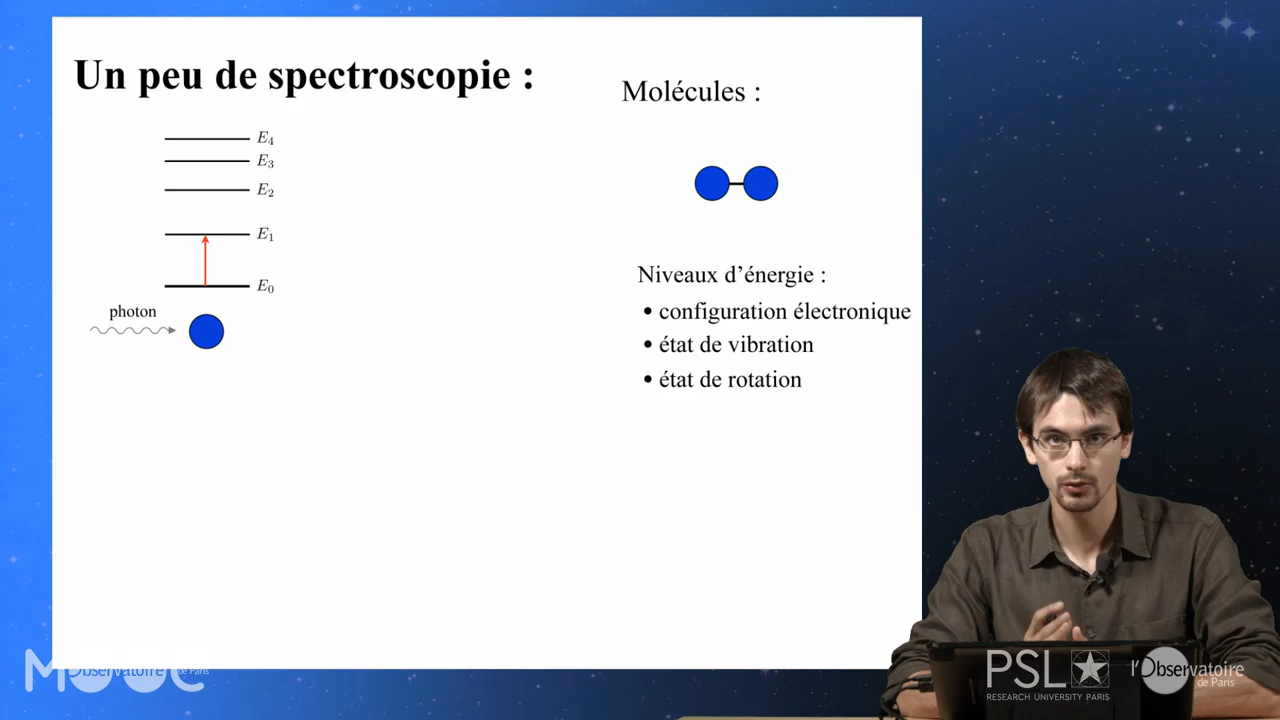 Un peu de spectroscopie :
E4
E3
E2
E1
E0
photon
Molécules :
Niveaux d’énergie :
• configuration électronique
• état de vibration
• état de rotation
MOOC
l'Observatoire
de Paris
PSL
RESEARCH UNIVERSITY PARIS
l'Observatoire
de Paris